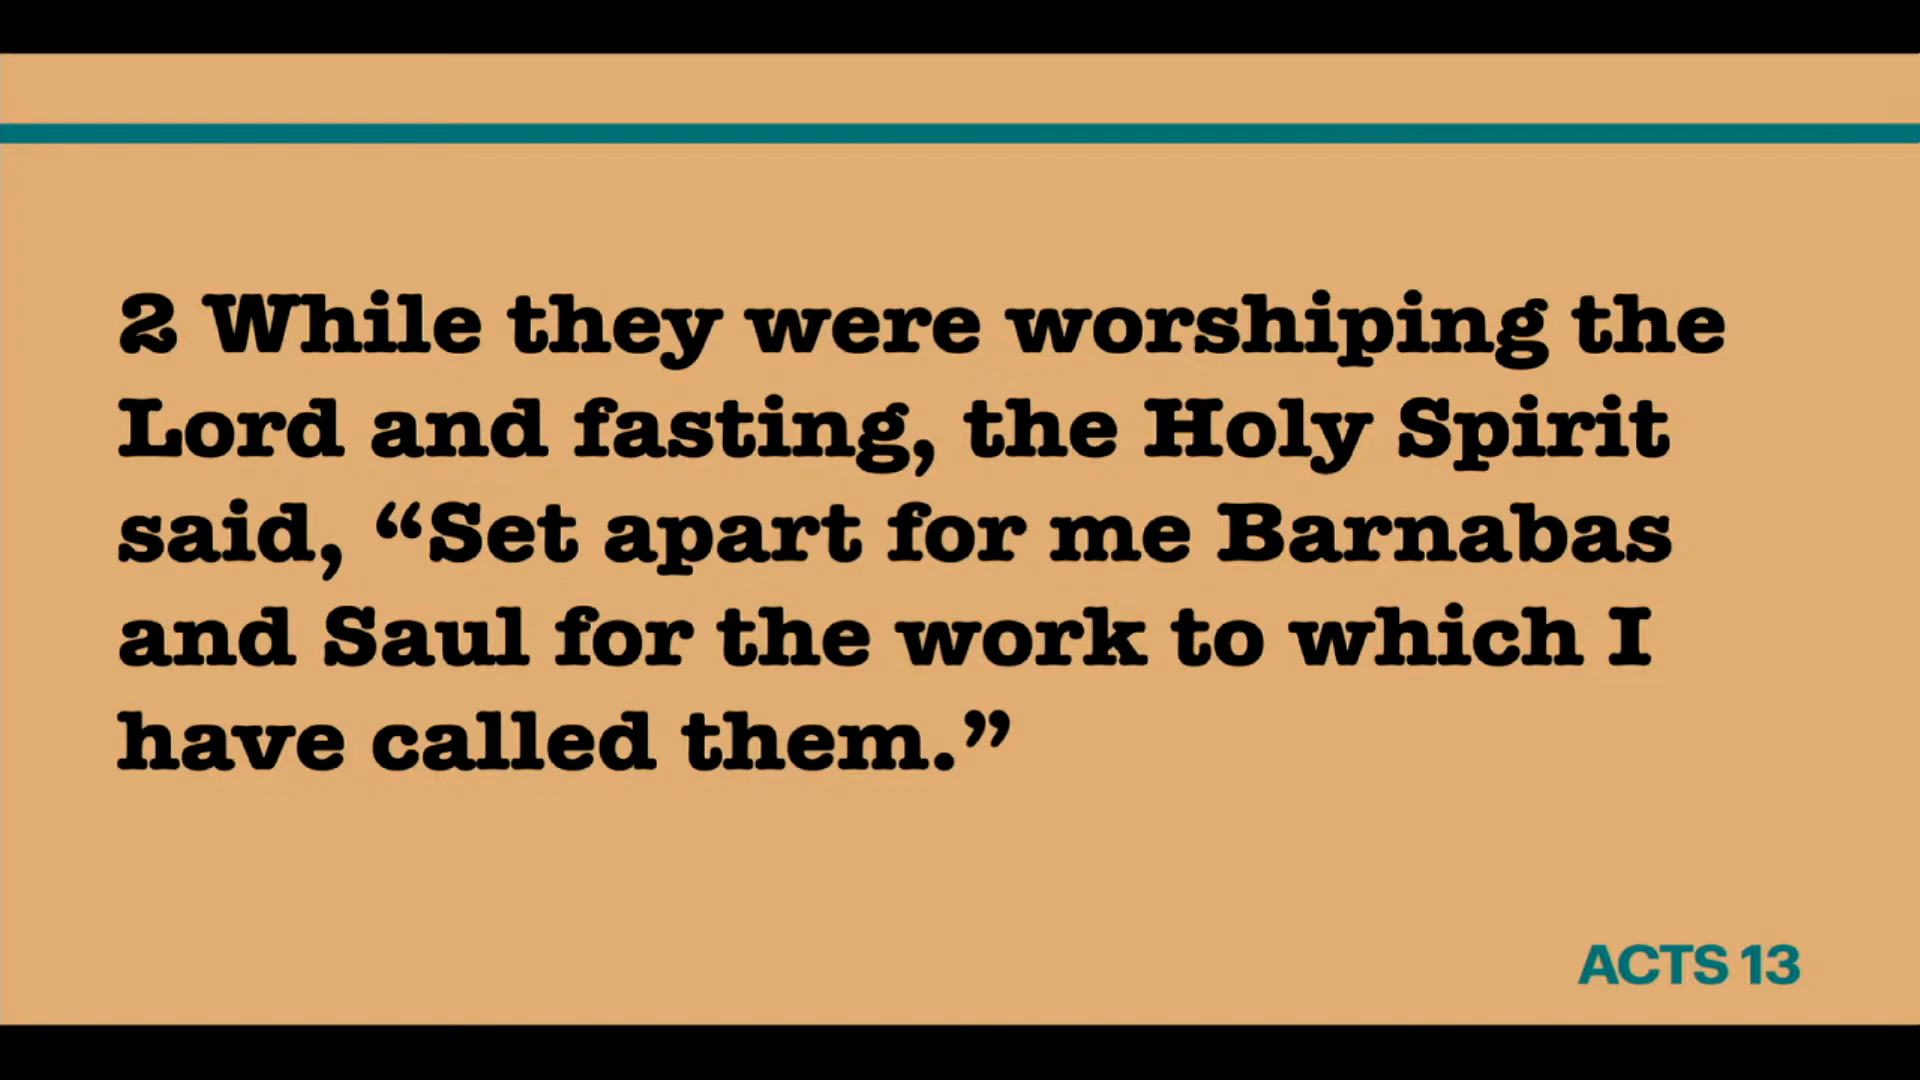 2 While they were worshiping the
Lord and fasting, the Holy Spirit
said, “Set apart for me Barnabas
and Saul for the work to which I
have called them.”
ACTS 13